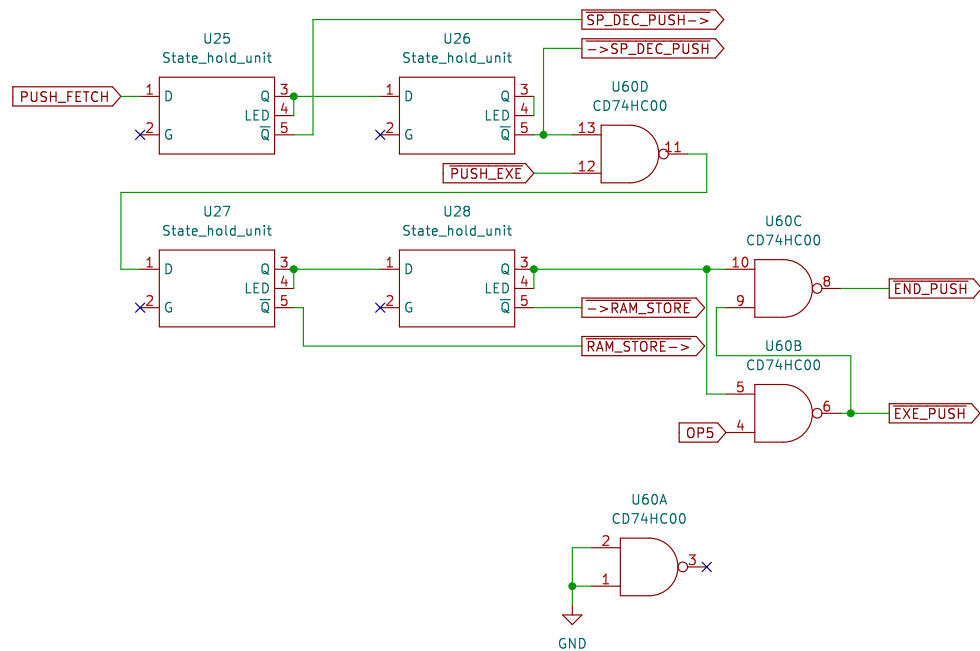 SP_DEC_PUSH->
U25
U26
->SP_DEC_PUSH
State_hold_unit
State_hold_unit
U60D
CD74HC00
PUSH_FETCH
1
D
Q
3
1
D
Q
3
LED
4
LED
4
2
G
Q
5
2
G
Q
5
13
11
PUSH_EXE
12
U27
U28
State_hold_unit
State_hold_unit
U60C
CD74HC00
1
D
Q
3
1
D
Q
3
10
LED
4
LED
4
8
END_PUSH
2
G
Q
5
2
G
Q
5
->RAM_STORE
9
RAM_STORE->
U60B
CD74HC00
5
6
EXE_PUSH
OP5
4
U60A
CD74HC00
2
3
1
GND